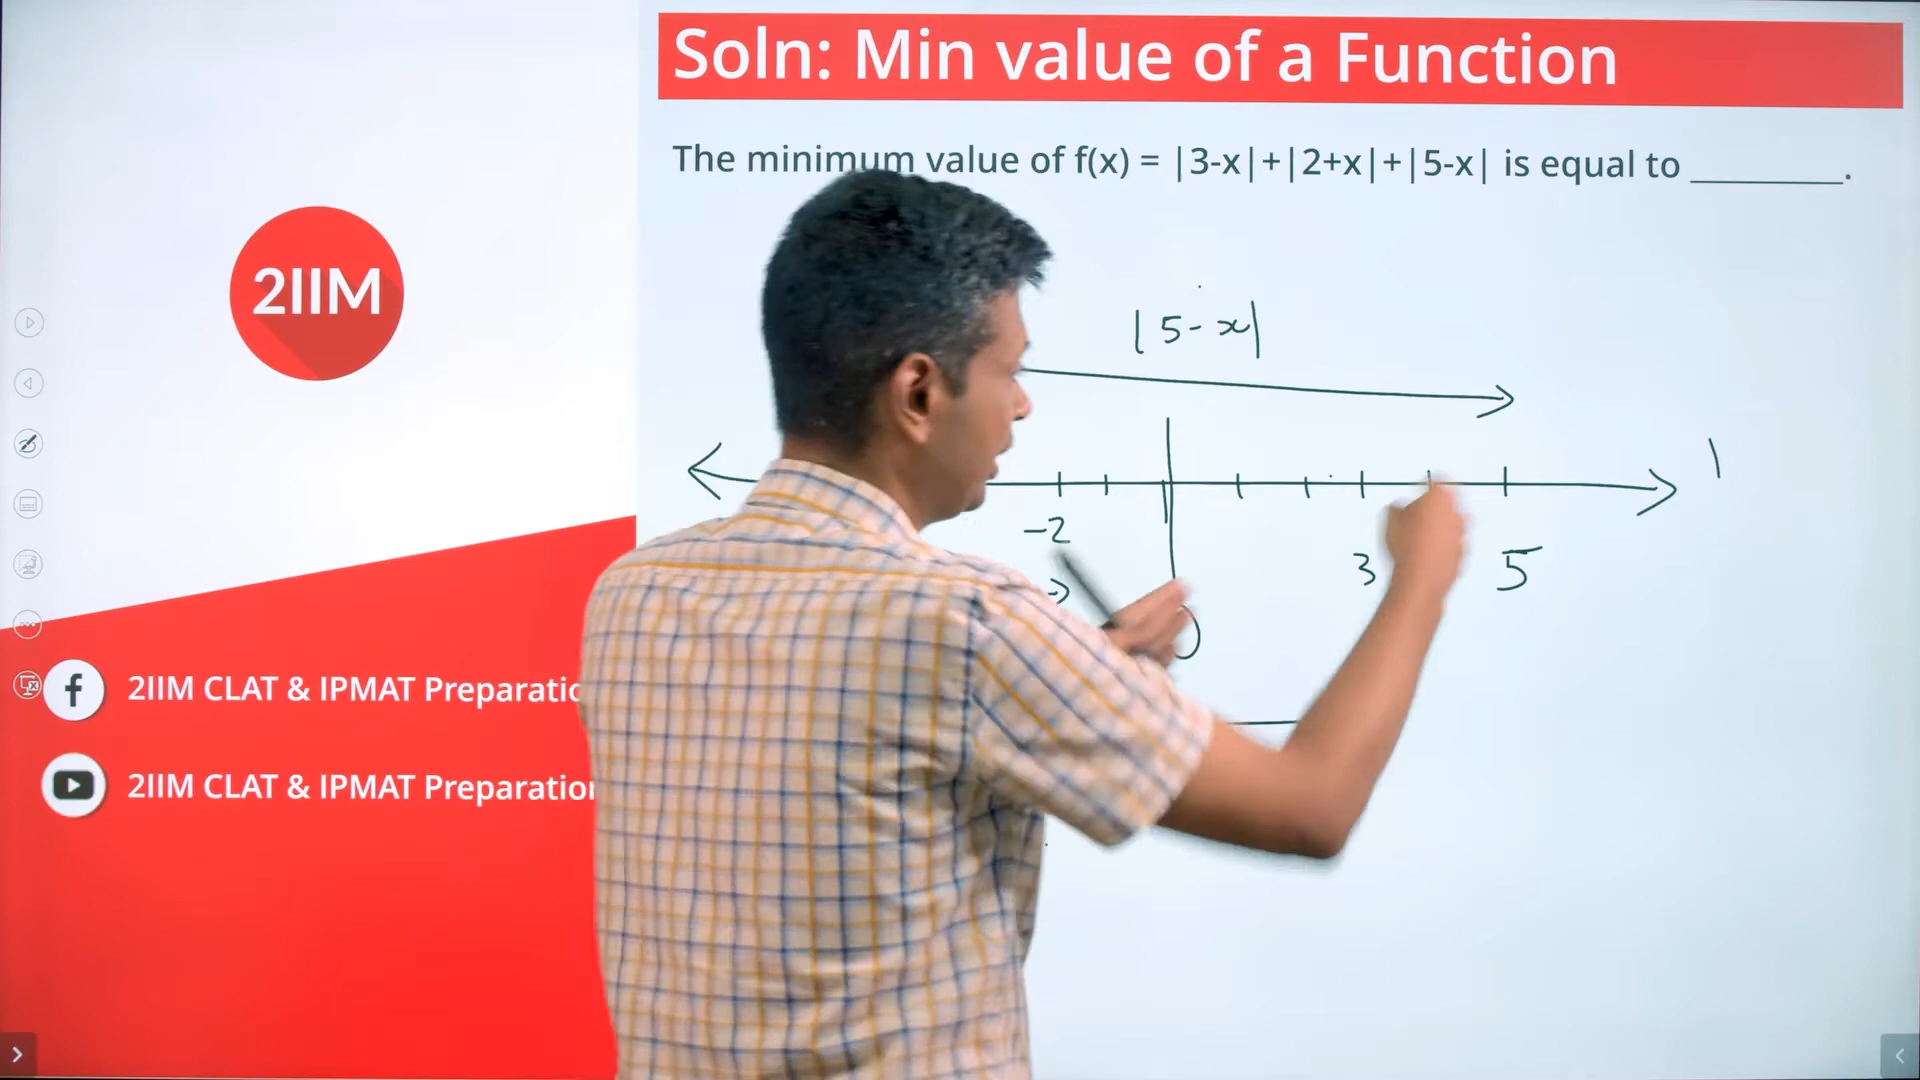 Soln: Min value of a Function
The minimum value of f(x) = |3-x|+|2+x|+|5-x| is equal to ________.
2IIM
|5-x|
-2
3
5
0
2IIM CLAT & IPMAT Preparatio
2IIM CLAT & IPMAT Preparation